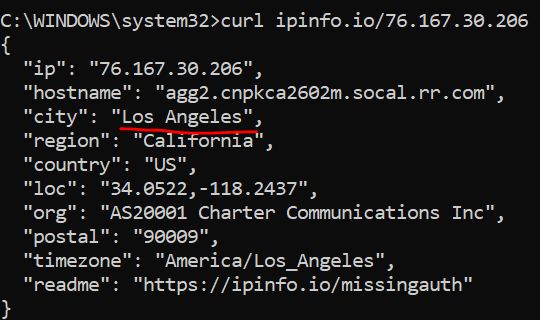 C:\WINDOWS\system32>curl ipinfo.io/76.167.30.206
{
  "ip": "76.167.30.206",
  "hostname": "agg2.cnpkca2602m.socal.rr.com",
  "city": "Los Angeles",
  "region": "California",
  "country": "US",
  "loc": "34.0522,-118.2437",
  "org": "AS20001 Charter Communications Inc",
  "postal": "90009",
  "timezone": "America/Los_Angeles",
  "readme": "https://ipinfo.io/missingauth"
}